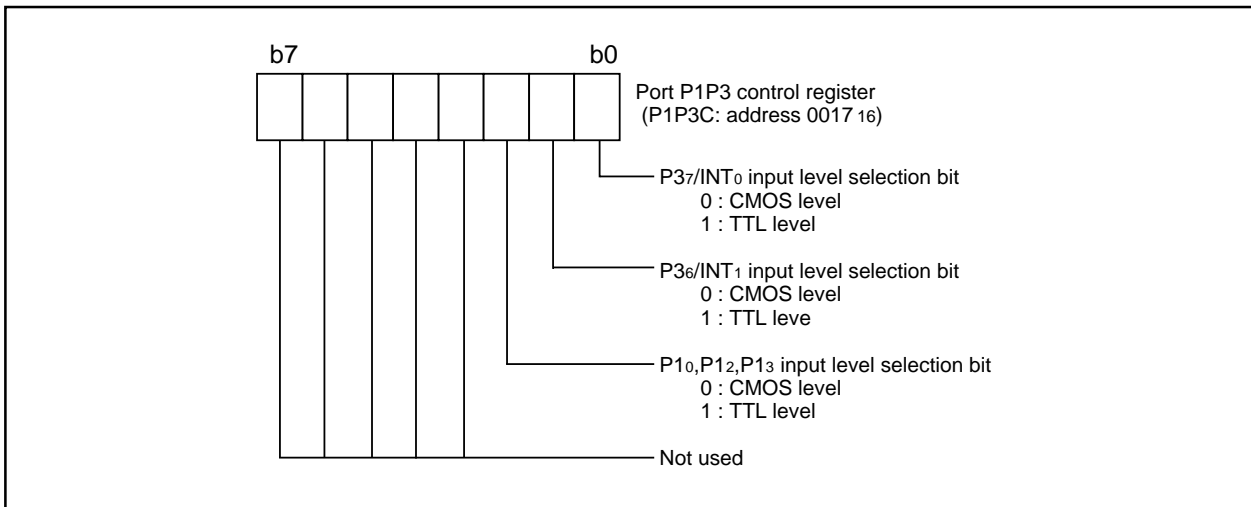 b7 b0
Port P1P3 control register
(P1P3C: address 0017 16)
P37/INT0 input level selection bit
0 : CMOS level
1 : TTL level
P36/INT1 input level selection bit
0 : CMOS level
1 : TTL leve
P10,P12,P13 input level selection bit
0 : CMOS level
1 : TTL level
Not used